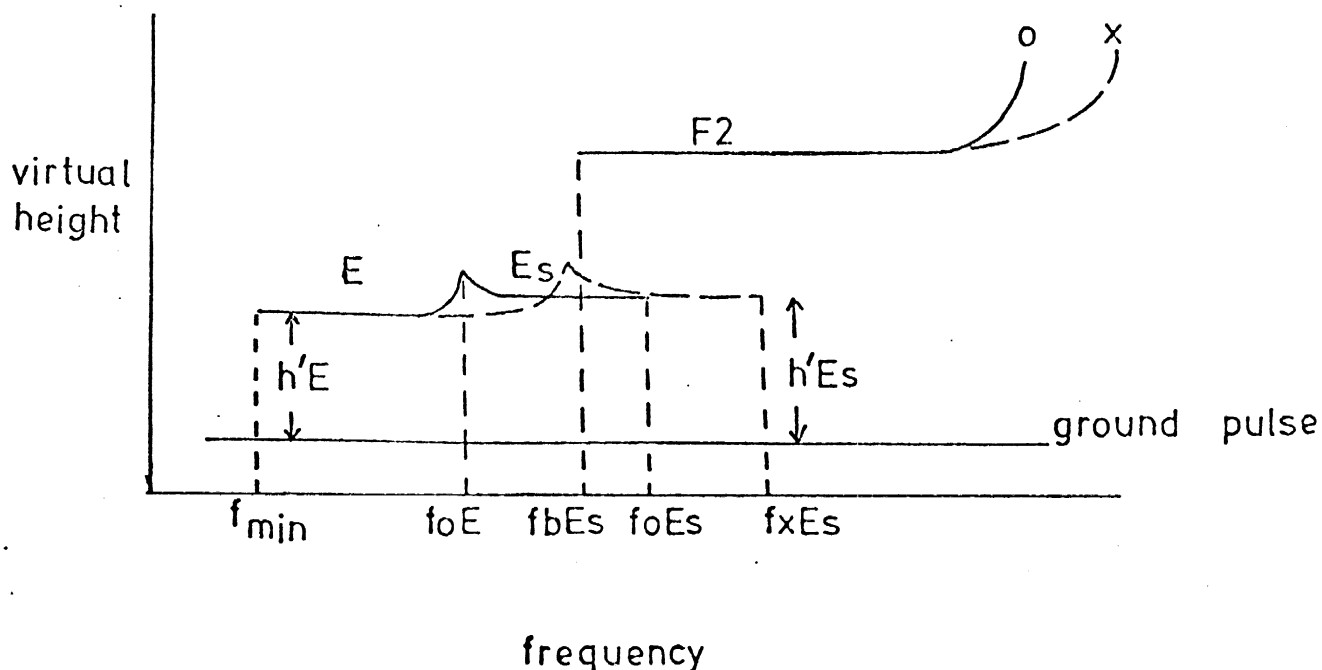 o x
F2
virtual
height
E Es
h'E h'Es
ground pulse
fmin foE fbEs foEs fxEs
frequency